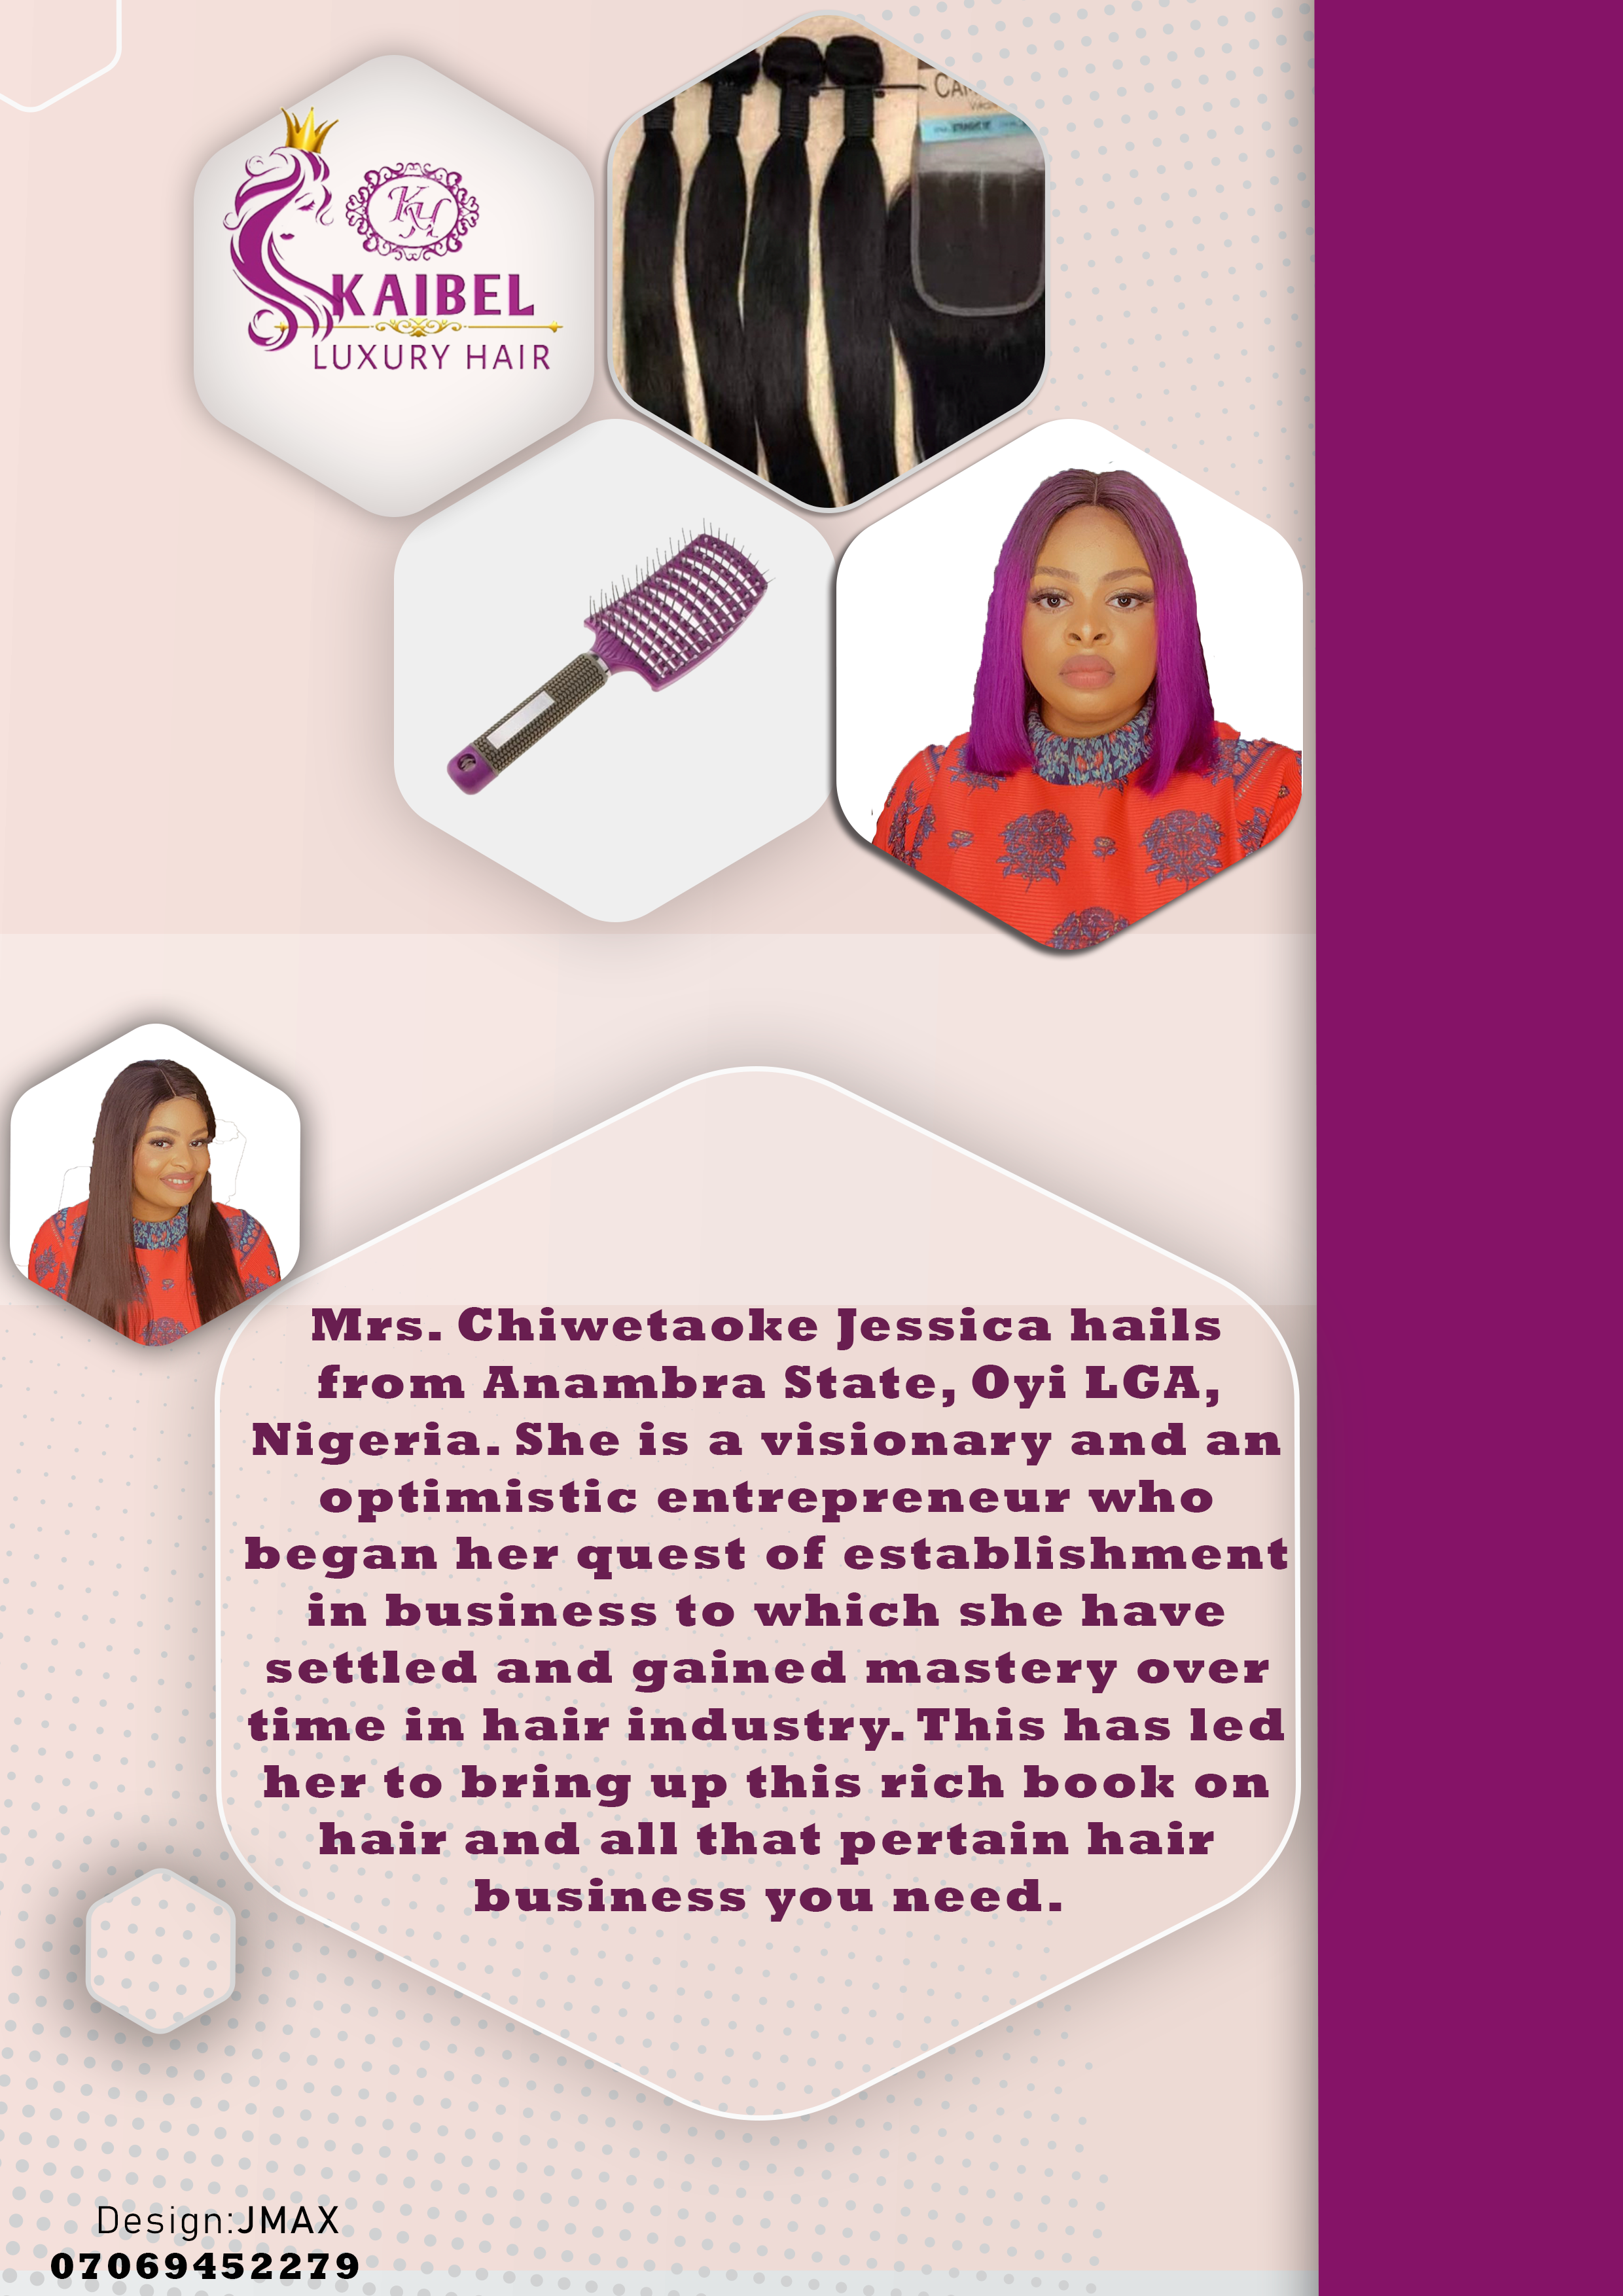 KH
KAIBEL
LUXURY HAIR
Mrs. Chiwetaoke Jessica hails
from Anambra State, Oyi LGA,
Nigeria. She is a visionary and an
optimistic entrepreneur who
began her quest of establishment
in business to which she have
settled and gained mastery over
time in hair industry. This has led
her to bring up this rich book on
hair and all that pertain hair
business you need.
Design:JMAX
07069452279